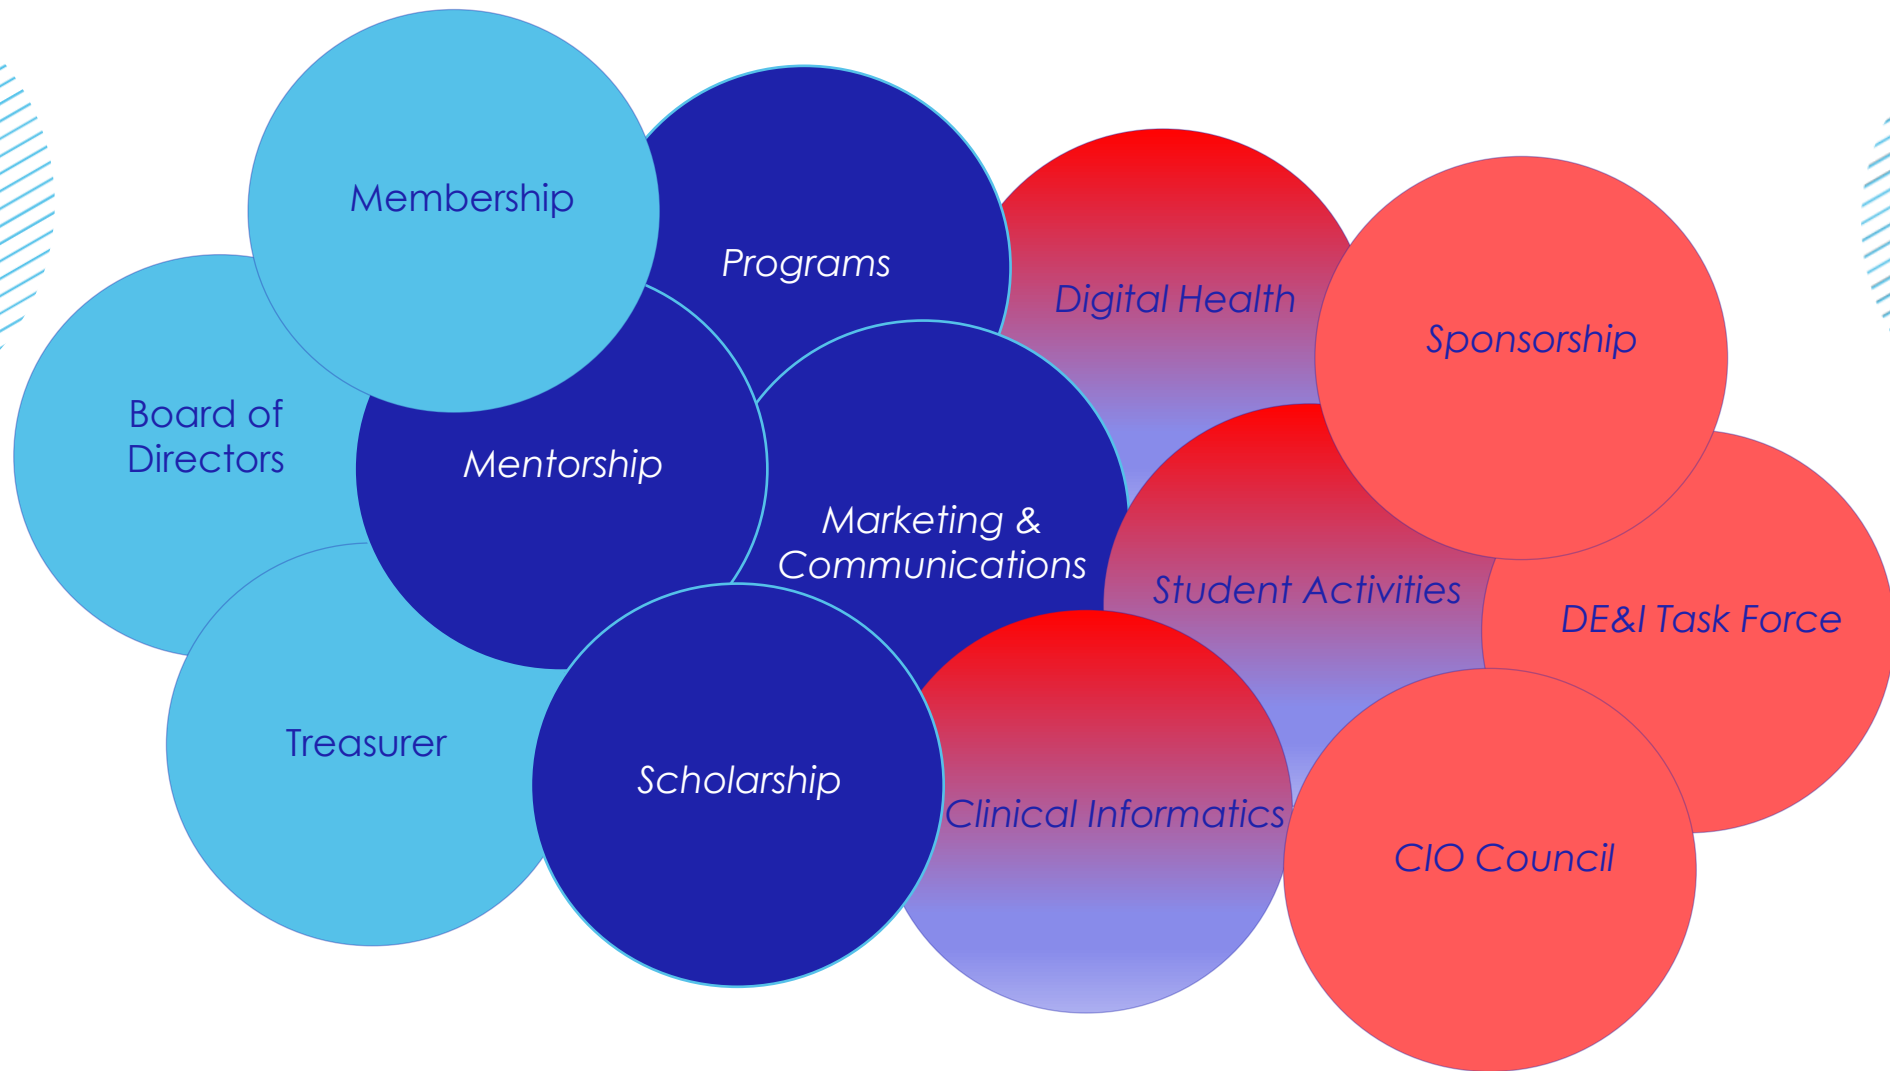 Membership
Programs
Digital Health
Sponsorship
Board of
Directors
Mentorship
Marketing &
Communications
Student Activities
DE&I Task Force
Treasurer
Scholarship
Clinical Informatics
CIO Council